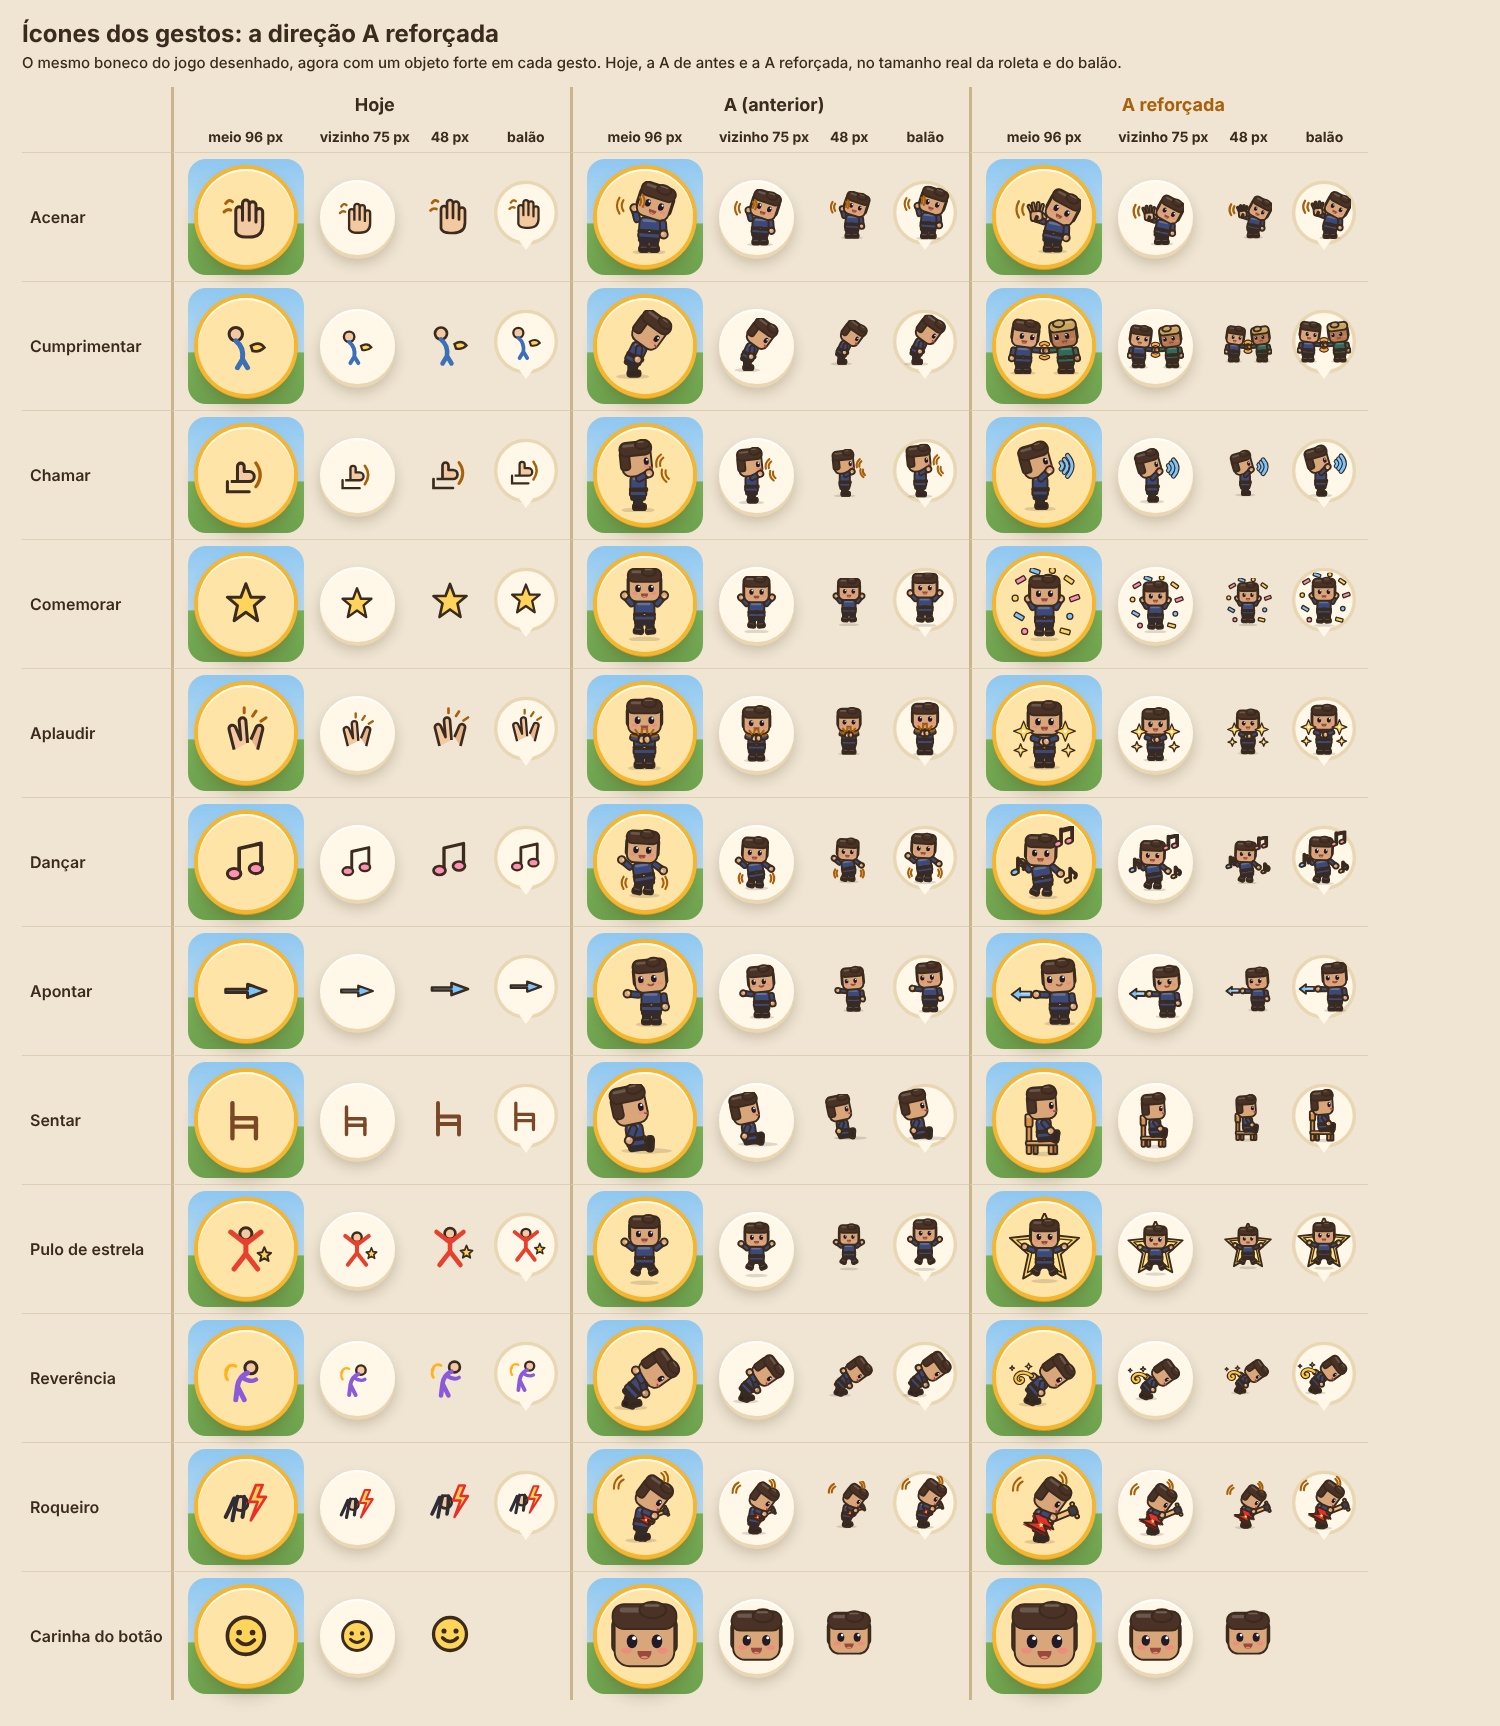 Ícones dos gestos: a direção A reforçada
O mesmo boneco do jogo desenhado, agora com um objeto forte em cada gesto. Hoje, a A de antes e a A reforçada, no tamanho real da roleta e do balão.
Hoje A (anterior) A reforçada
meio 96 px vizinho 75 px 48 px balão meio 96 px vizinho 75 px 48 px balão meio 96 px vizinho 75 px 48 px balão
Acenar
Cumprimentar
Chamar
Comemorar
Aplaudir
Dançar
Apontar
Sentar
Pulo de estrela
Reverência
Roqueiro
Carinha do botão